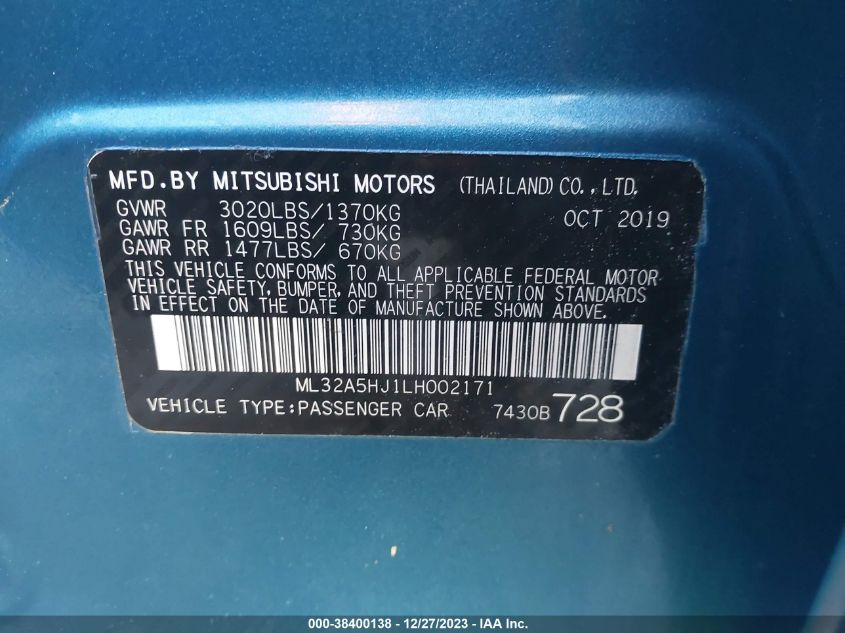 MFD.BY MITSUBISHI MOTORS (THAILAND) CO.,LTD.
GVWR 3020LBS/1370KG OCT 2019
GAWR FR 1609LBS/ 730KG
GAWR RR 1477LBS/ 670KG
THIS VEHICLE CONFORMS TO ALL APPLICABLE FEDERAL MOTOR
VEHICLE SAFETY, BUMPER, AND THEFT PREVENTION STANDARDS
IN EFFECT ON THE DATE OF MANUFACTURE SHOWN ABOVE.
ML32A5HJ1LH002171
VEHICLE TYPE:PASSENGER CAR 7430B 728
000-38400138 - 12/27/2023 - IAA Inc.